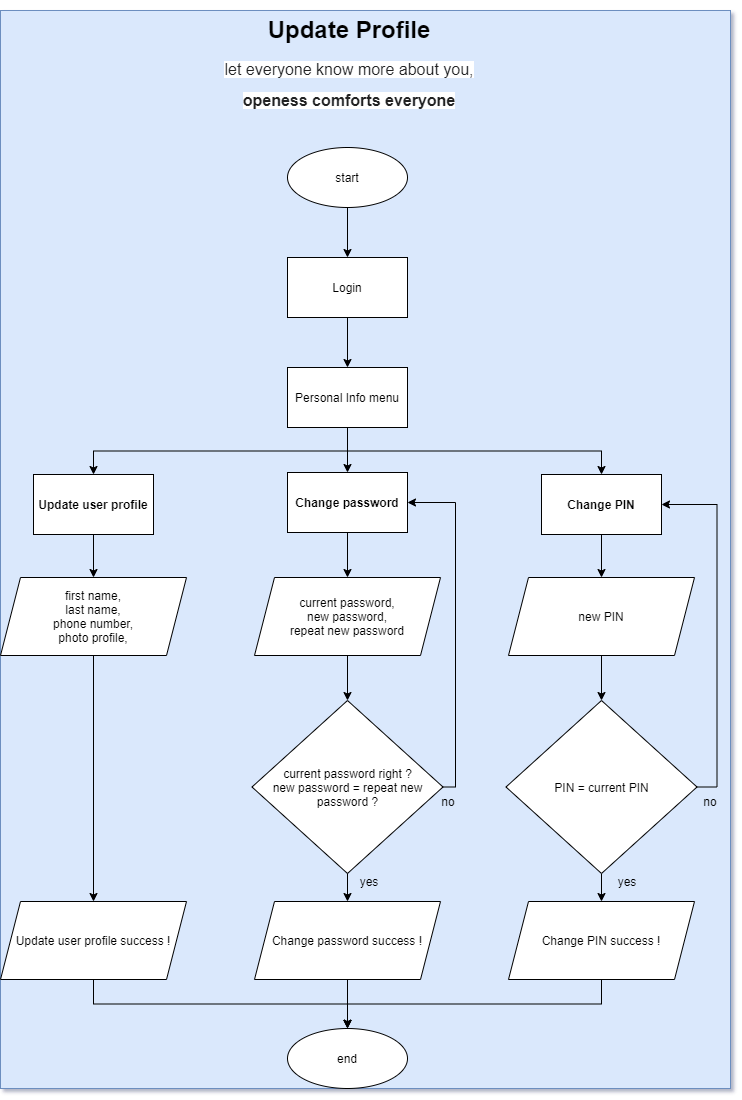 Update Profile
let everyone know more about you,
openess comforts everyone
start
Login
Personal Info menu
Update user profile
Change password
Change PIN
first name,
last name,
phone number,
photo profile,
current password,
new password,
repeat new password
new PIN
current password right ?
new password = repeat new
password ?
no
PIN = current PIN
no
yes
yes
Update user profile success !
Change password success !
Change PIN success !
end